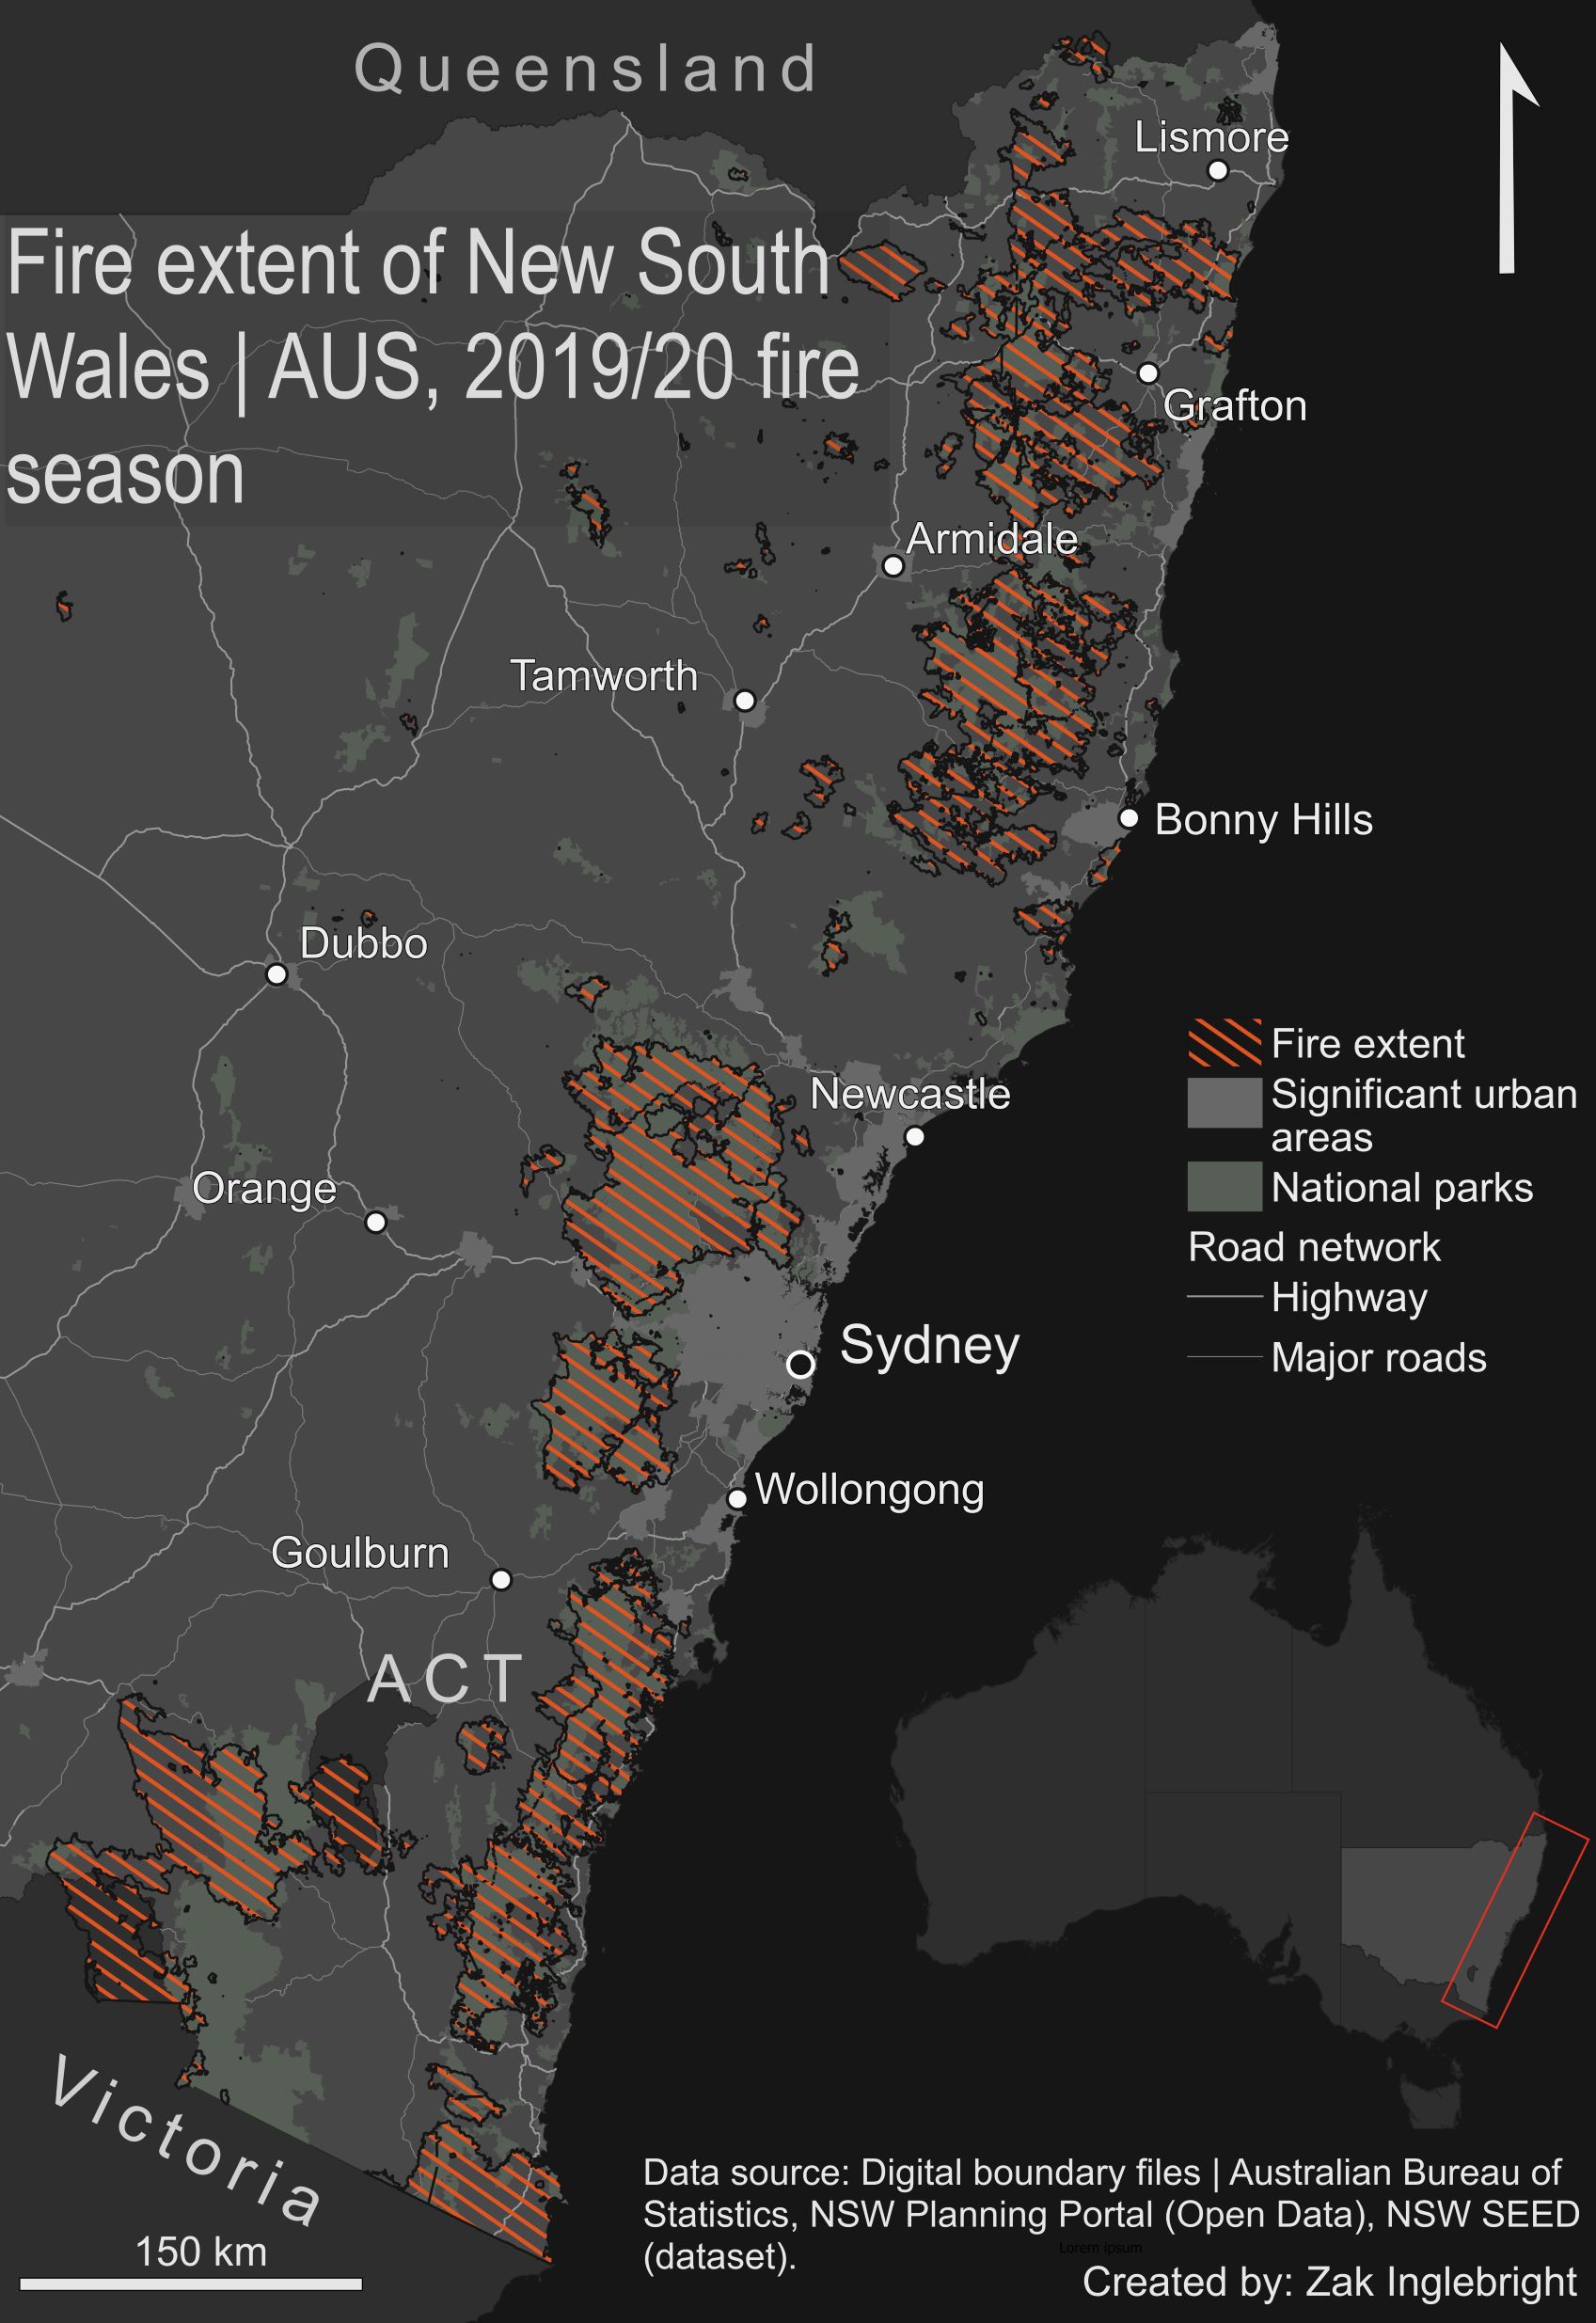 Queensland
Lismore
Fire extent of New South
Wales | AUS, 2019/20 fire
season
Grafton
Armidale
Tamworth
Bonny Hills
Dubbo
Fire extent
Newcastle
Significant urban
areas
Orange
National parks
Road network
Highway
Sydney
Major roads
Wollongong
Goulburn
ACT
Victoria
150 km
Data source: Digital boundary files | Australian Bureau of
Statistics, NSW Planning Portal (Open Data), NSW SEED
(dataset).
Lorem ipsum
Created by: Zak Inglebright